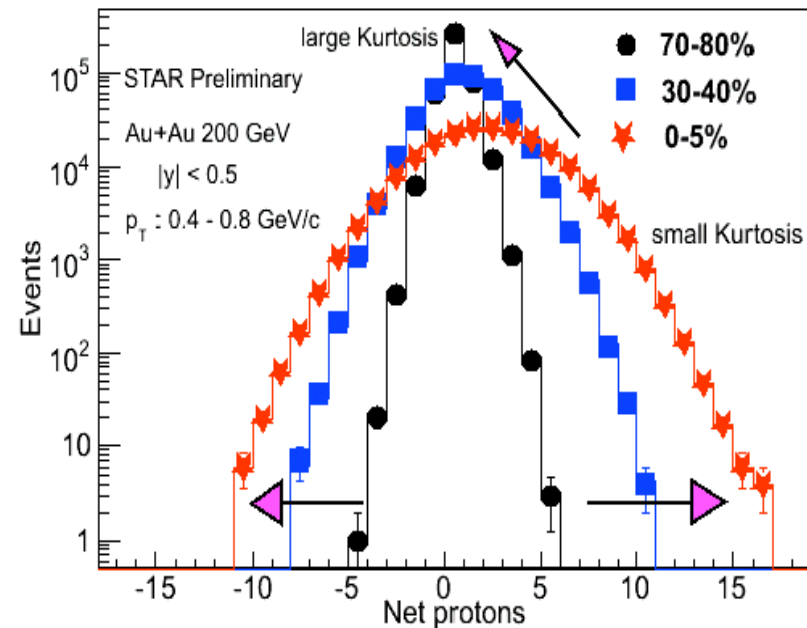 large Kurtosis
70-80%
STAR Preliminary
30-40%
Au+Au 200 GeV
0-5%
|y| < 0.5
p_T : 0.4 - 0.8 GeV/c
small Kurtosis
Events
10^5
10^4
10^3
10^2
10
1
-15 -10 -5 0 5 10 15
Net protons